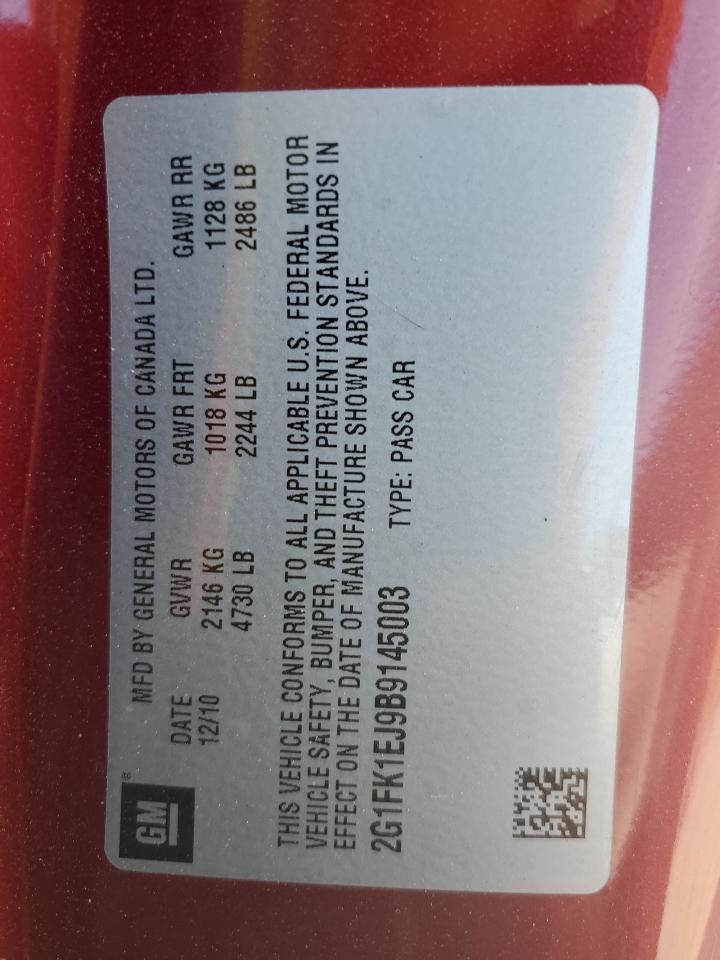 GM®
MFD BY GENERAL MOTORS OF CANADA LTD.
DATE GVWR GAWR FRT GAWR RR
12/10 2146 KG 1018 KG 1128 KG
4730 LB 2244 LB 2486 LB
THIS VEHICLE CONFORMS TO ALL APPLICABLE U.S. FEDERAL MOTOR
VEHICLE SAFETY, BUMPER, AND THEFT PREVENTION STANDARDS IN
EFFECT ON THE DATE OF MANUFACTURE SHOWN ABOVE.
2G1FK1EJ9B9145003 TYPE: PASS CAR